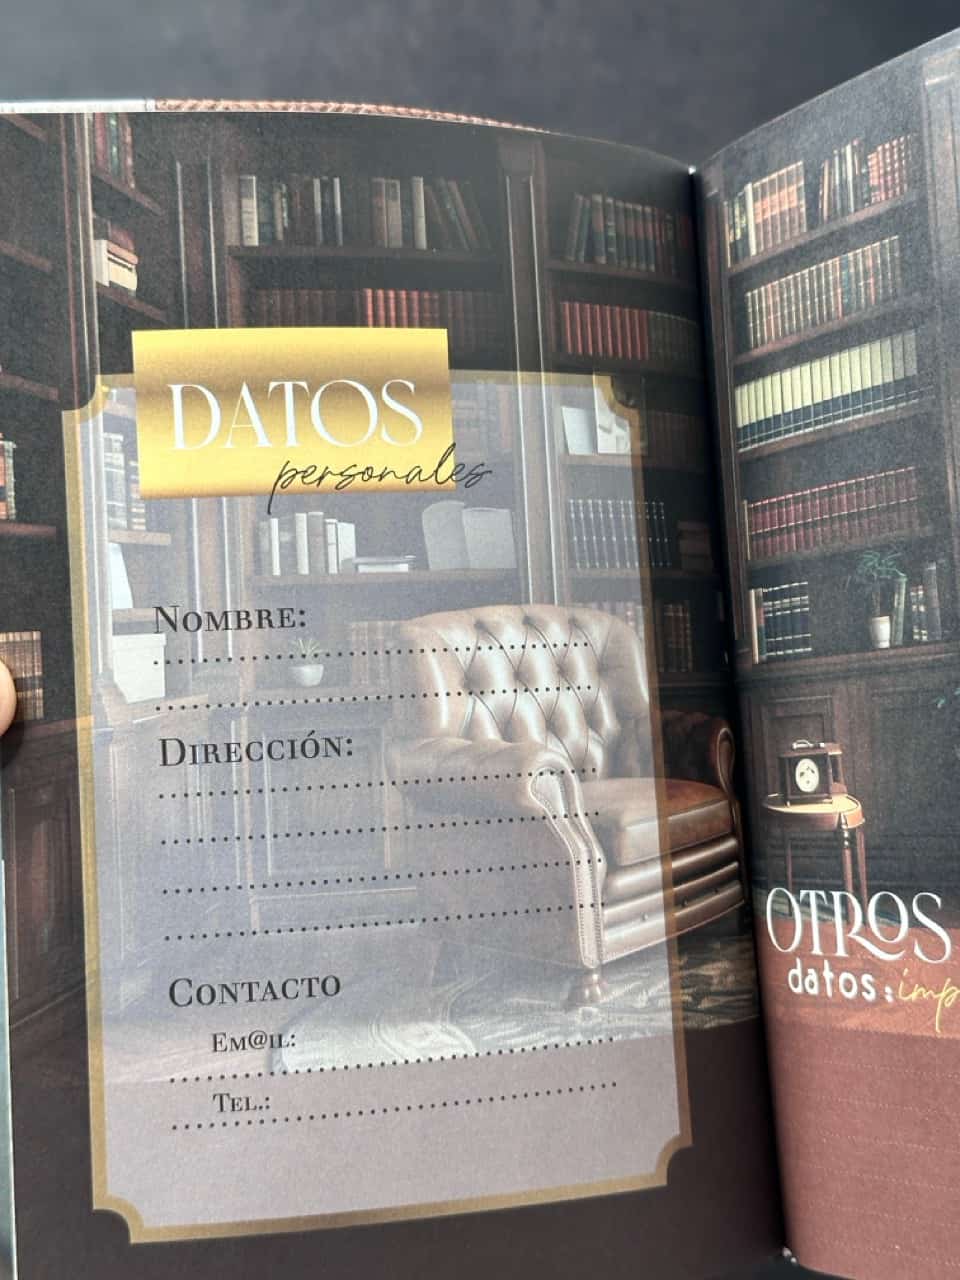 DATOS
personales
NOMBRE:
DIRECCIÓN:
CONTACTO
EM@IL:
TEL.:
OTROS
datos: